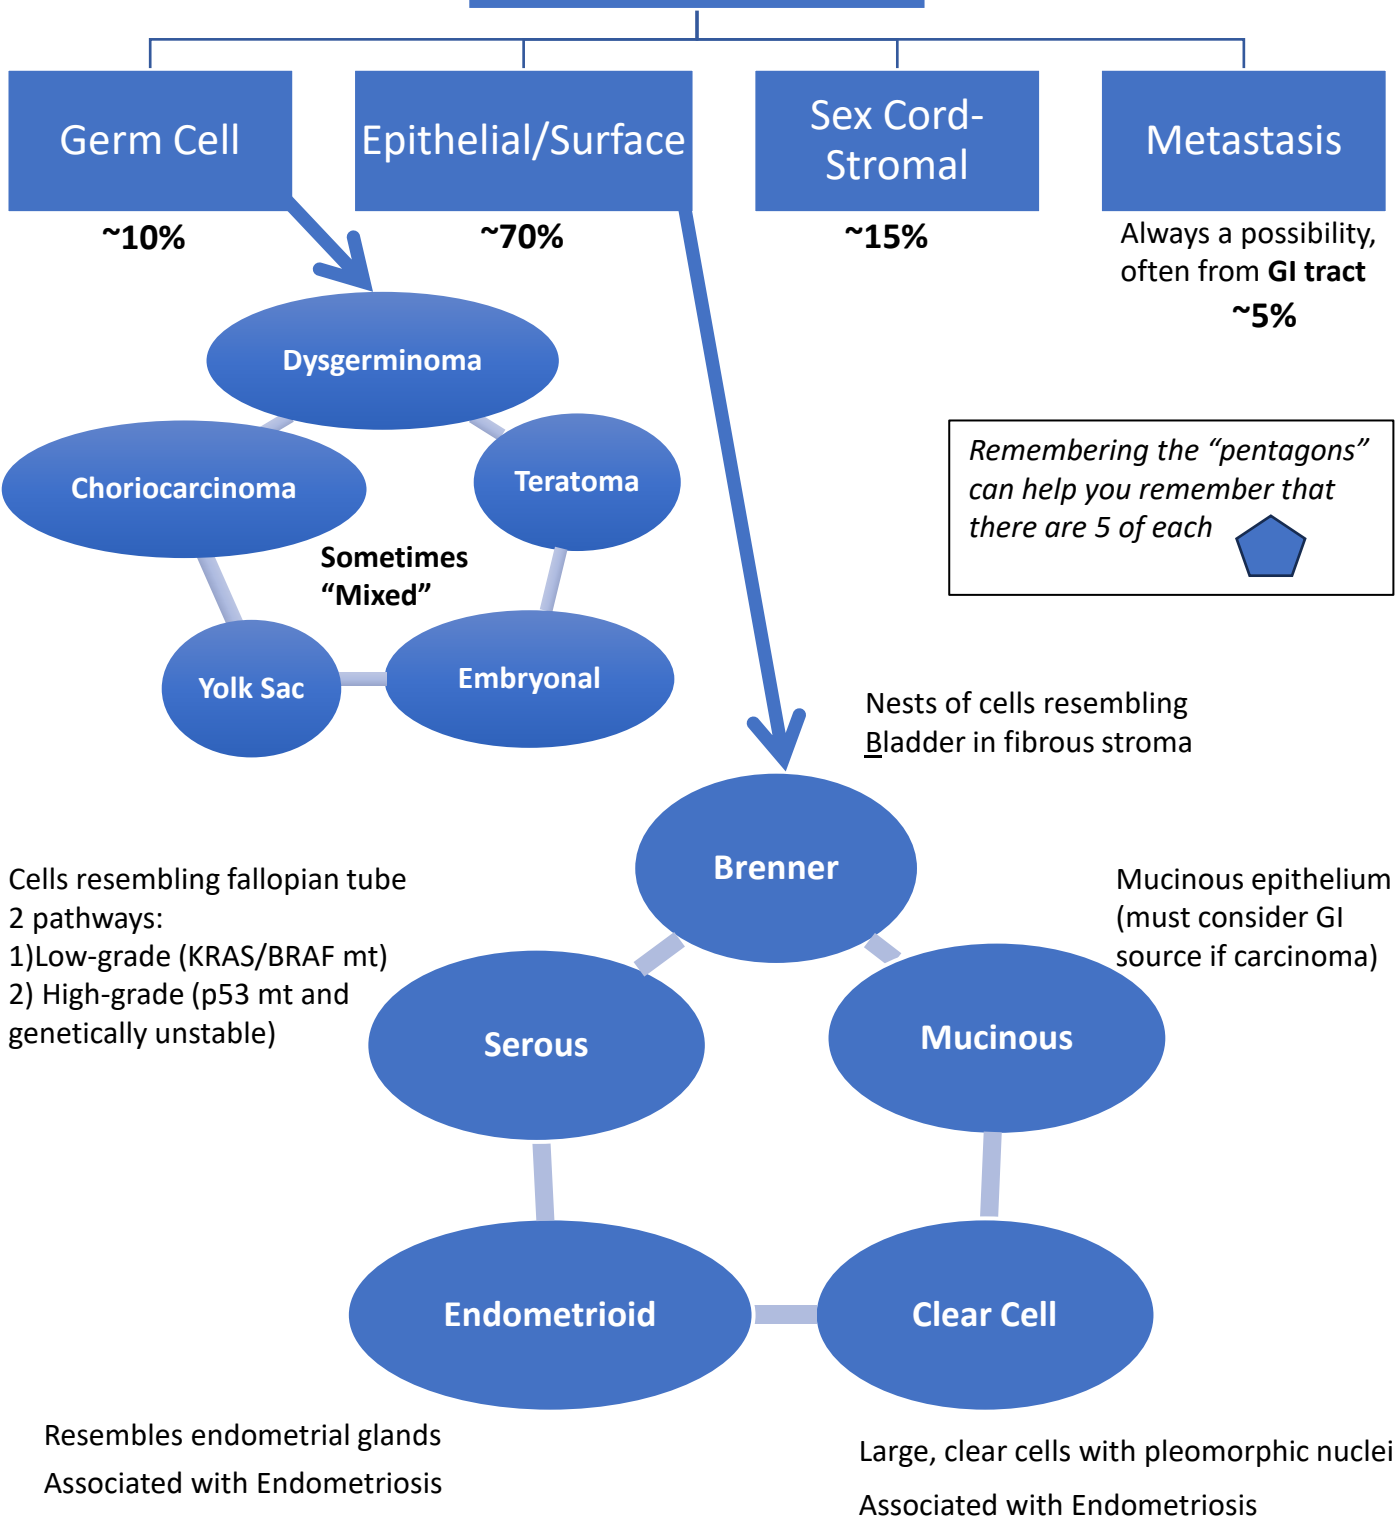 Germ Cell
Epithelial/Surface
Sex Cord-
Stromal
Metastasis
~10%
~70%
~15%
Always a possibility,
often from GI tract
~5%
Dysgerminoma
Choriocarcinoma
Teratoma
Sometimes
“Mixed”
Yolk Sac
Embryonal
Remembering the “pentagons”
can help you remember that
there are 5 of each
Nests of cells resembling
Bladder in fibrous stroma
Brenner
Cells resembling fallopian tube
2 pathways:
1)Low-grade (KRAS/BRAF mt)
2) High-grade (p53 mt and
genetically unstable)
Mucinous epithelium
(must consider GI
source if carcinoma)
Serous
Mucinous
Endometrioid
Clear Cell
Resembles endometrial glands
Associated with Endometriosis
Large, clear cells with pleomorphic nuclei
Associated with Endometriosis